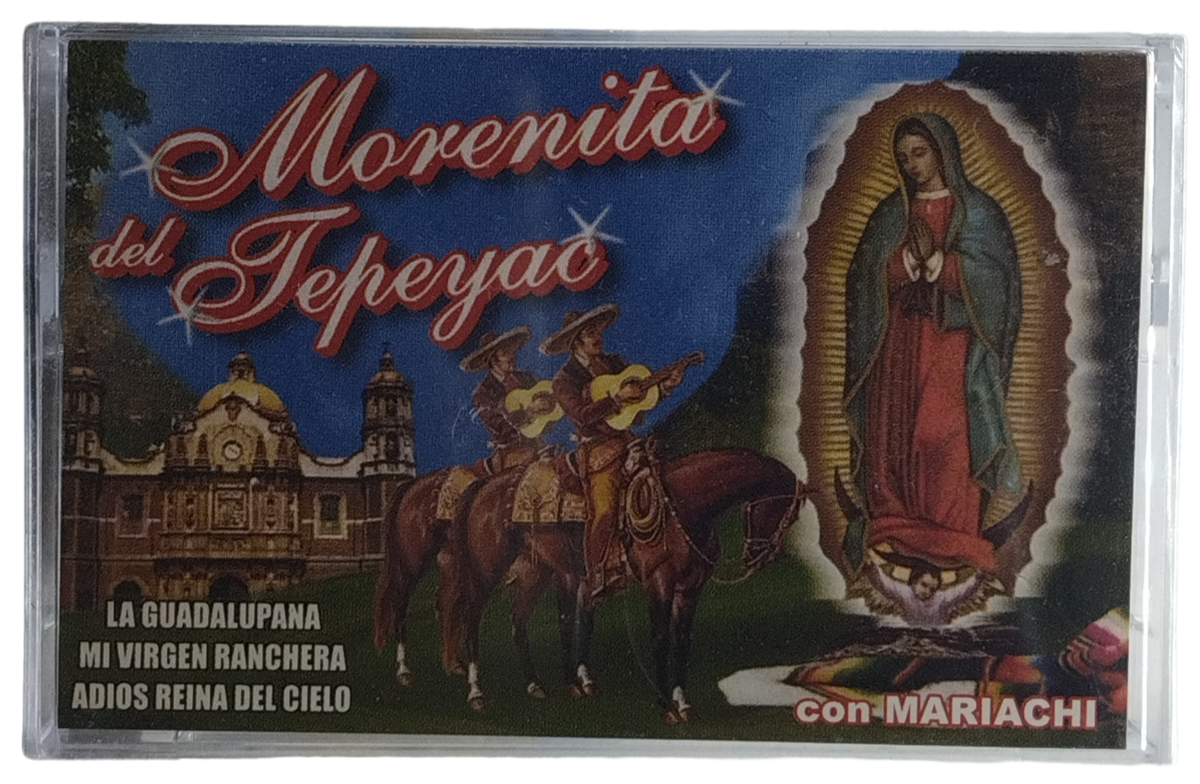 Morenita
del Tepeyac
LA GUADALUPANA
MI VIRGEN RANCHERA
ADIOS REINA DEL CIELO
con MARIACHI